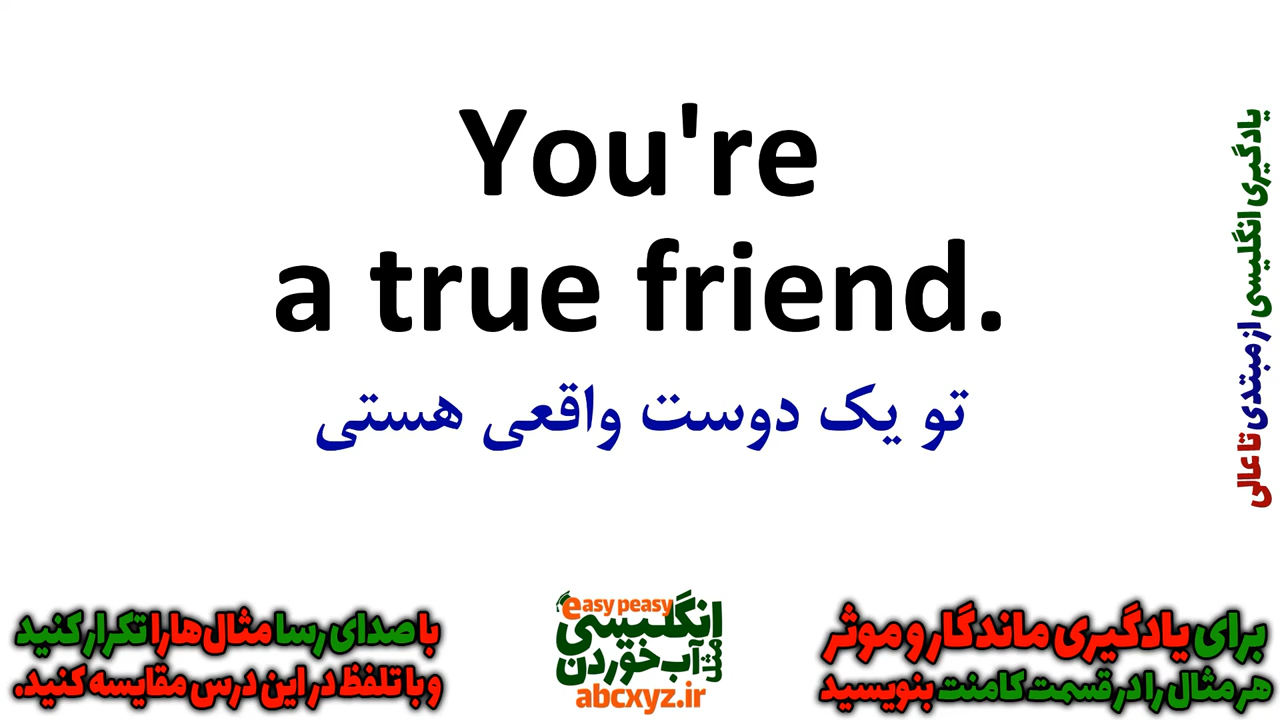 You're
a true friend.
تو یک دوست واقعی هستی
یادگیری انگلیسی از مبتدی تا عالی
با صدای رسا مثال‌ها را تکرار کنید
و با تلفظ در این درس مقایسه کنید.
easy peasy
انگلیسی
مثل آب خوردن
abcxyz.ir
برای یادگیری ماندگار و موثر
هر مثال را در قسمت کامنت بنویسید